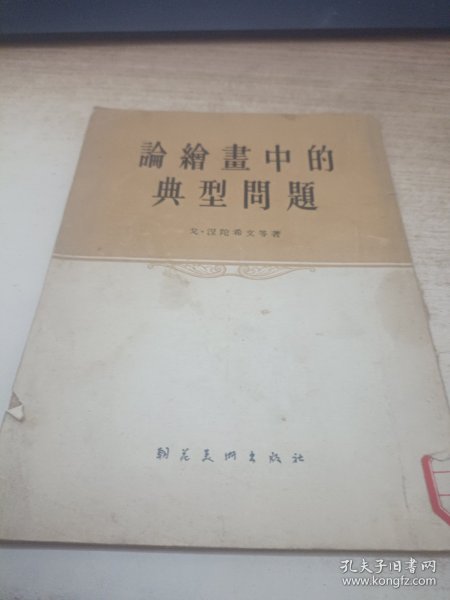 論繪畫中的
典型問題
戈·涅陀希文等著
朝花美術出版社
孔夫子旧书网
www.kongfz.com